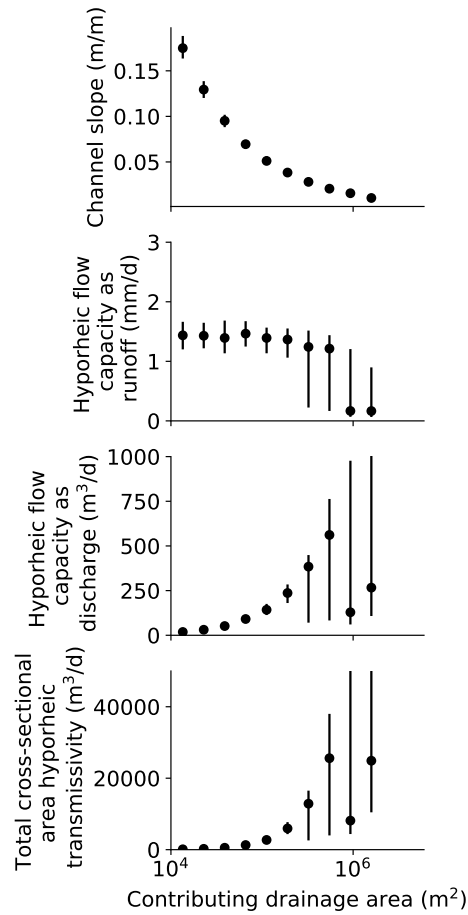 Channel slope (m/m)
0.15
0.10
0.05
Hyporheic flow
capacity as
runoff (mm/d)
3
2
1
0
Hyporheic flow
capacity as
discharge (m³/d)
1000
750
500
250
0
Total cross-sectional
area hyporheic
transmissivity (m³/d)
40000
20000
0
10⁴
10⁶
Contributing drainage area (m²)